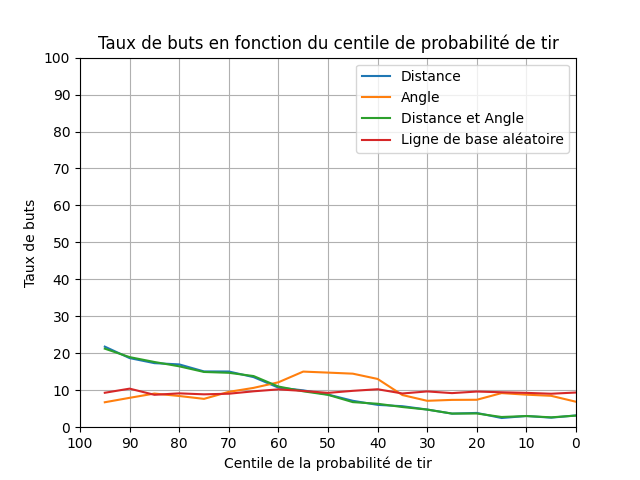 Taux de buts en fonction du centile de probabilité de tir
Distance
Angle
Distance et Angle
Ligne de base aléatoire
Taux de buts
100
90
80
70
60
50
40
30
20
10
0
100 90 80 70 60 50 40 30 20 10 0
Centile de la probabilité de tir